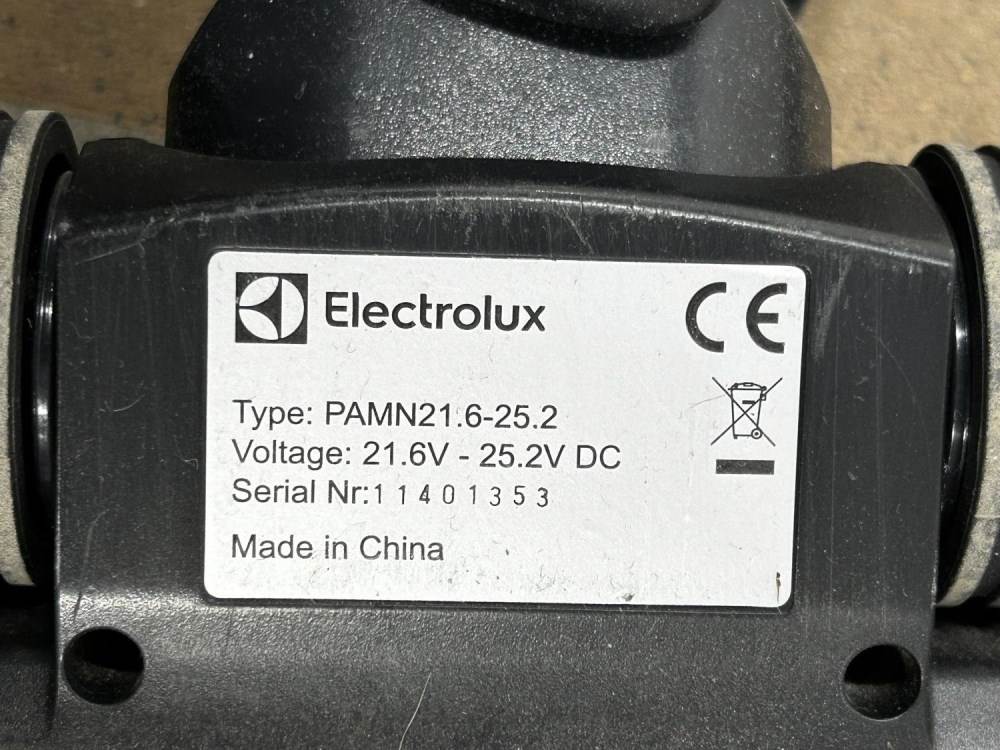 Electrolux
CE
Type: PAMN21.6-25.2
Voltage: 21.6V - 25.2V DC
Serial Nr:11401353
Made in China